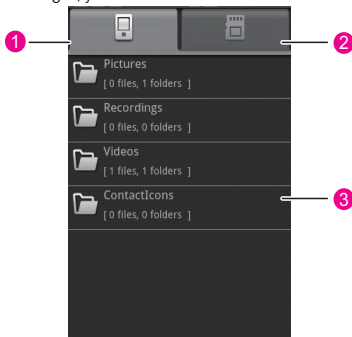 1
2
Pictures
[ 0 files, 1 folders ]
Recordings
[ 0 files, 0 folders ]
Videos
[ 1 files, 1 folders ]
ContactIcons
[ 0 files, 0 folders ]
3